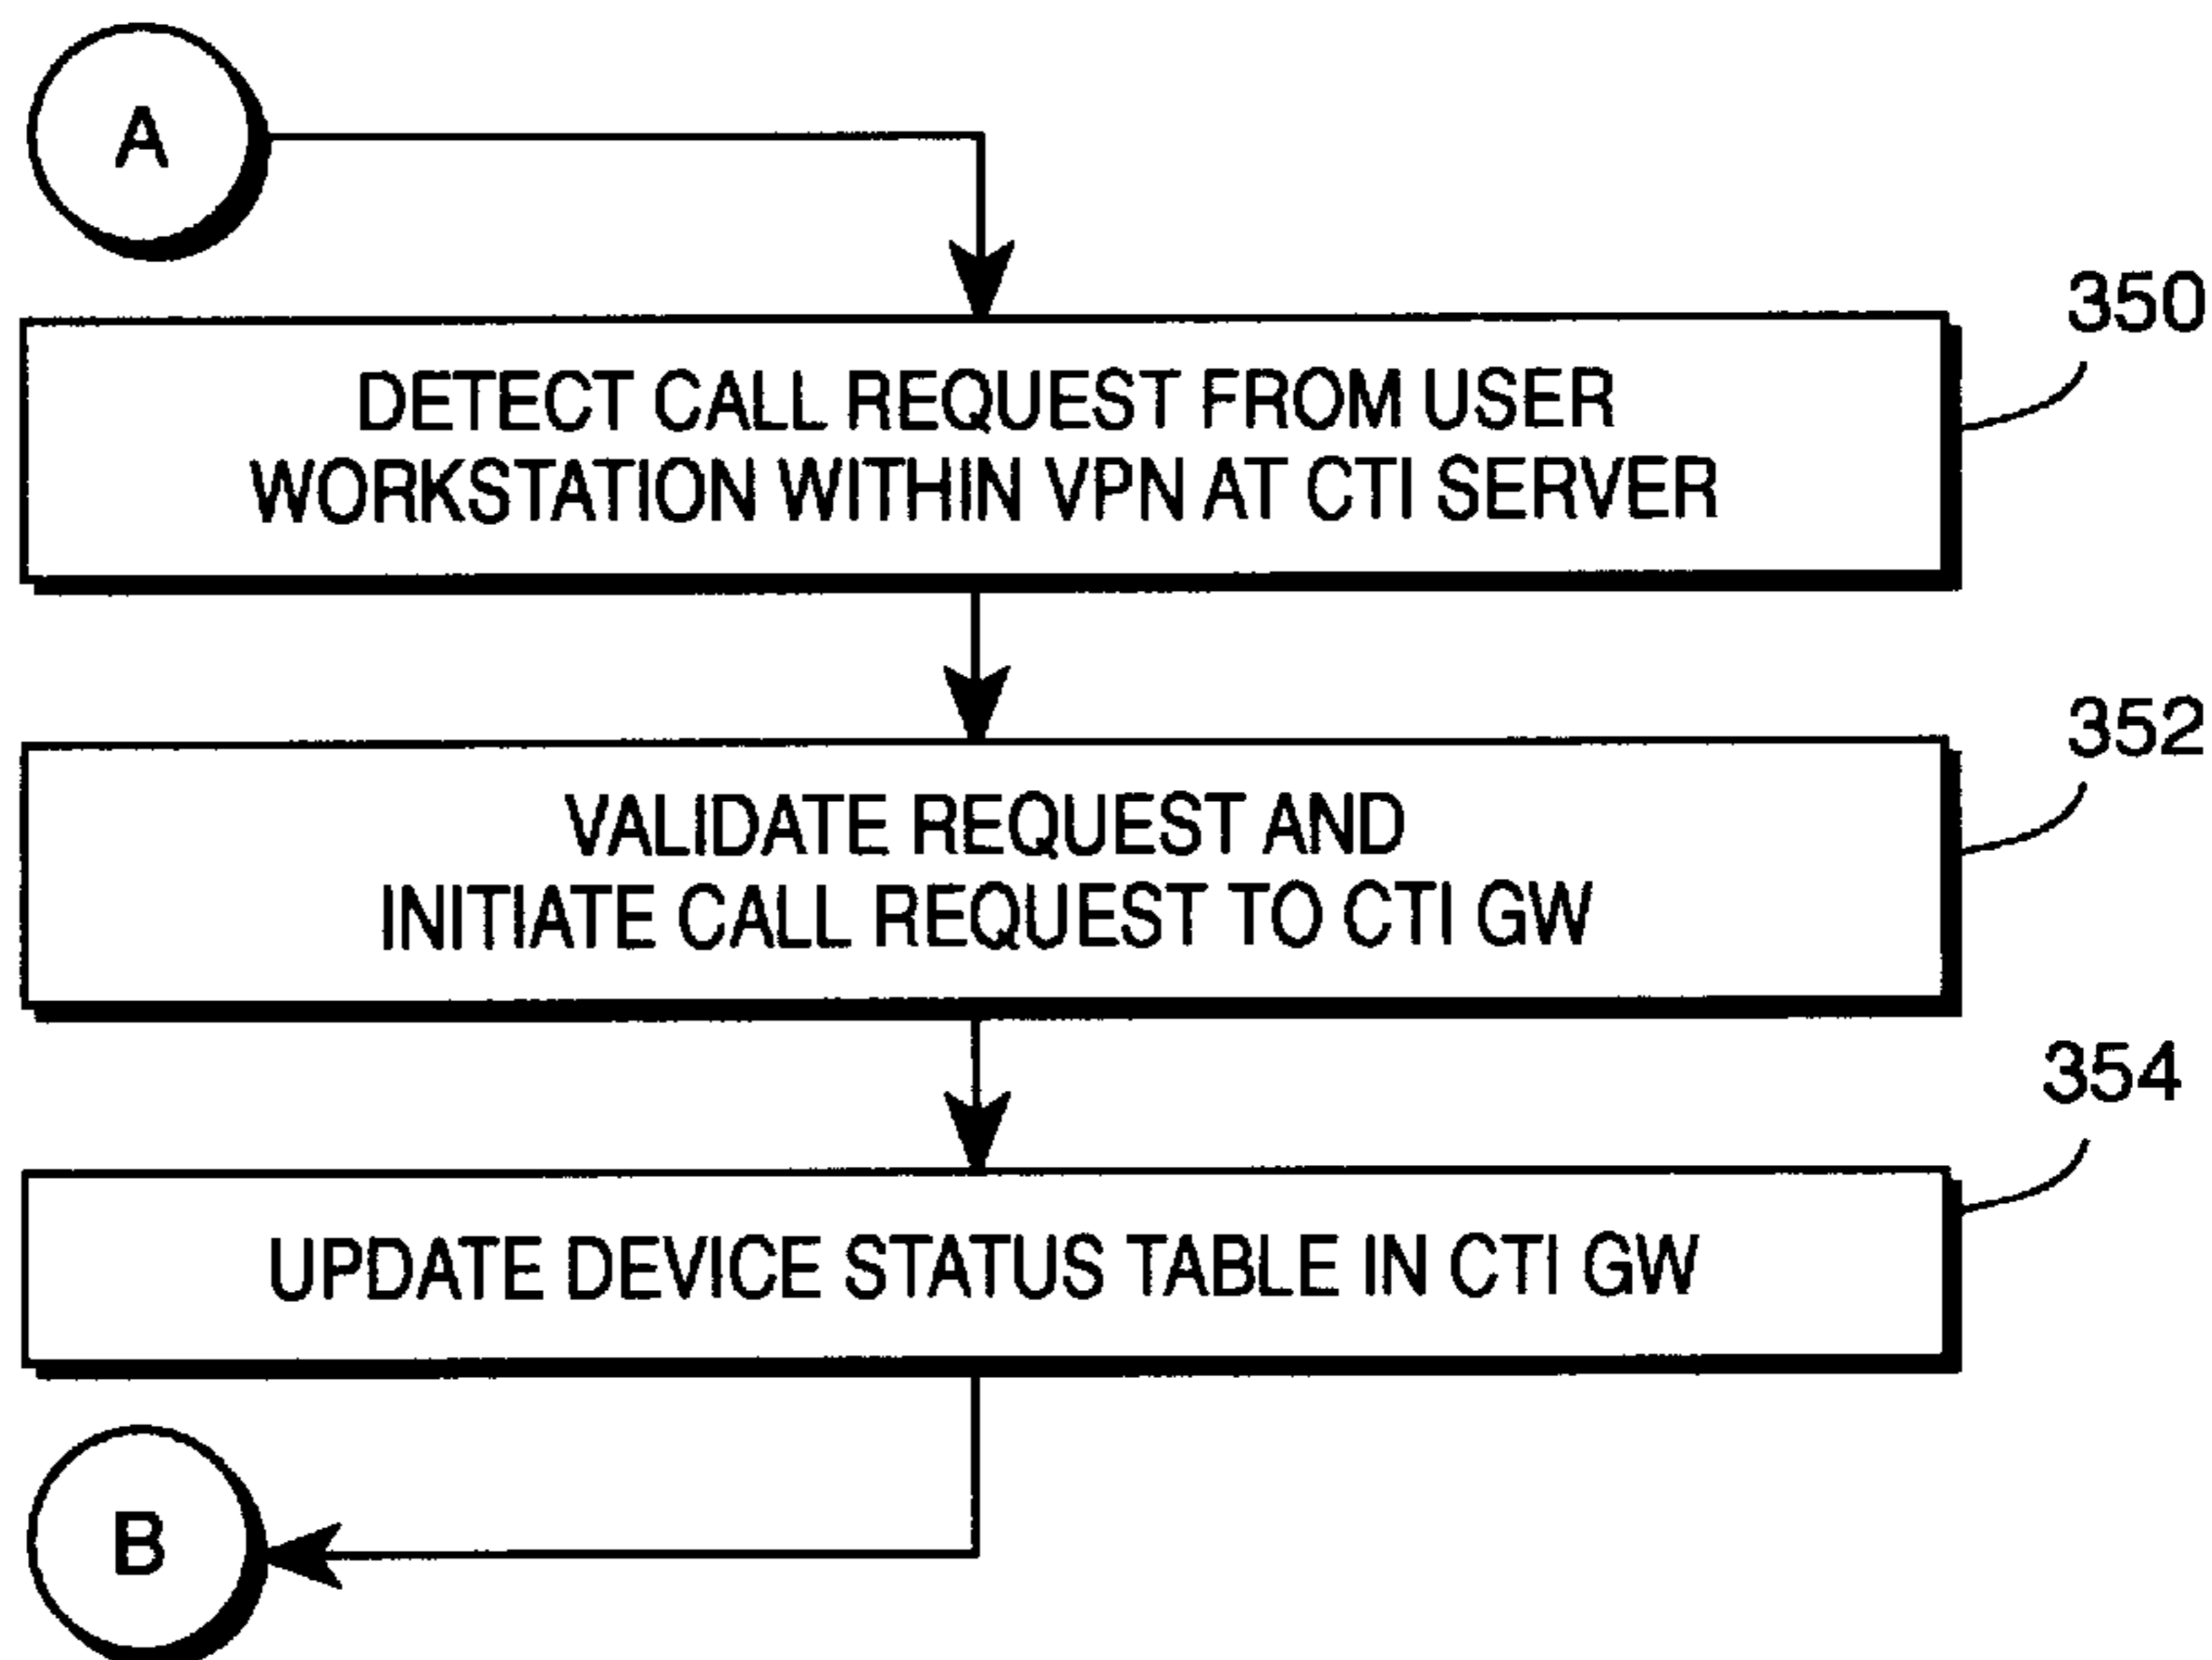 A
350
DETECT CALL REQUEST FROM USER
WORKSTATION WITHIN VPN AT CTI SERVER
352
VALIDATE REQUEST AND
INITIATE CALL REQUEST TO CTI GW
354
UPDATE DEVICE STATUS TABLE IN CTI GW
B